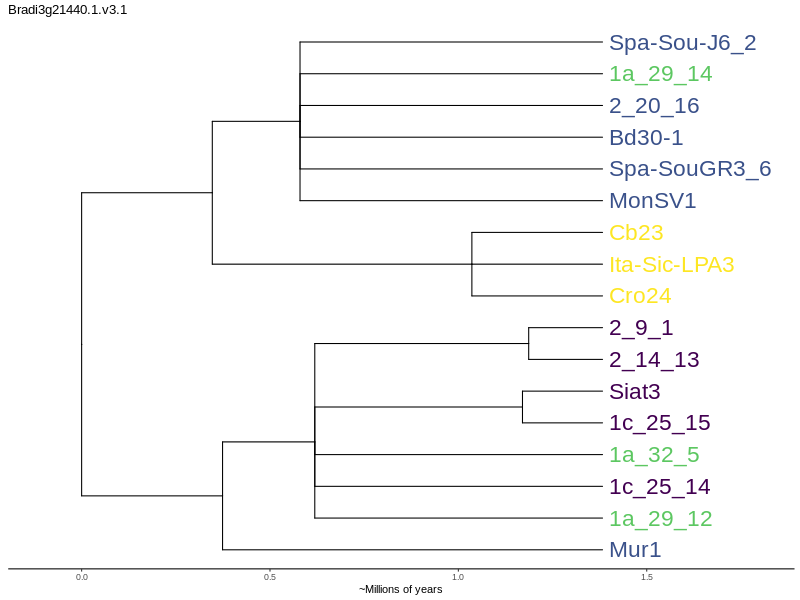 Bradi3g21440.1.v3.1
Spa-Sou-J6_2
1a_29_14
2_20_16
Bd30-1
Spa-SouGR3_6
MonSV1
Cb23
Ita-Sic-LPA3
Cro24
2_9_1
2_14_13
Siat3
1c_25_15
1a_32_5
1c_25_14
1a_29_12
Mur1
0.0 0.5 1.0 1.5
~Millions of years